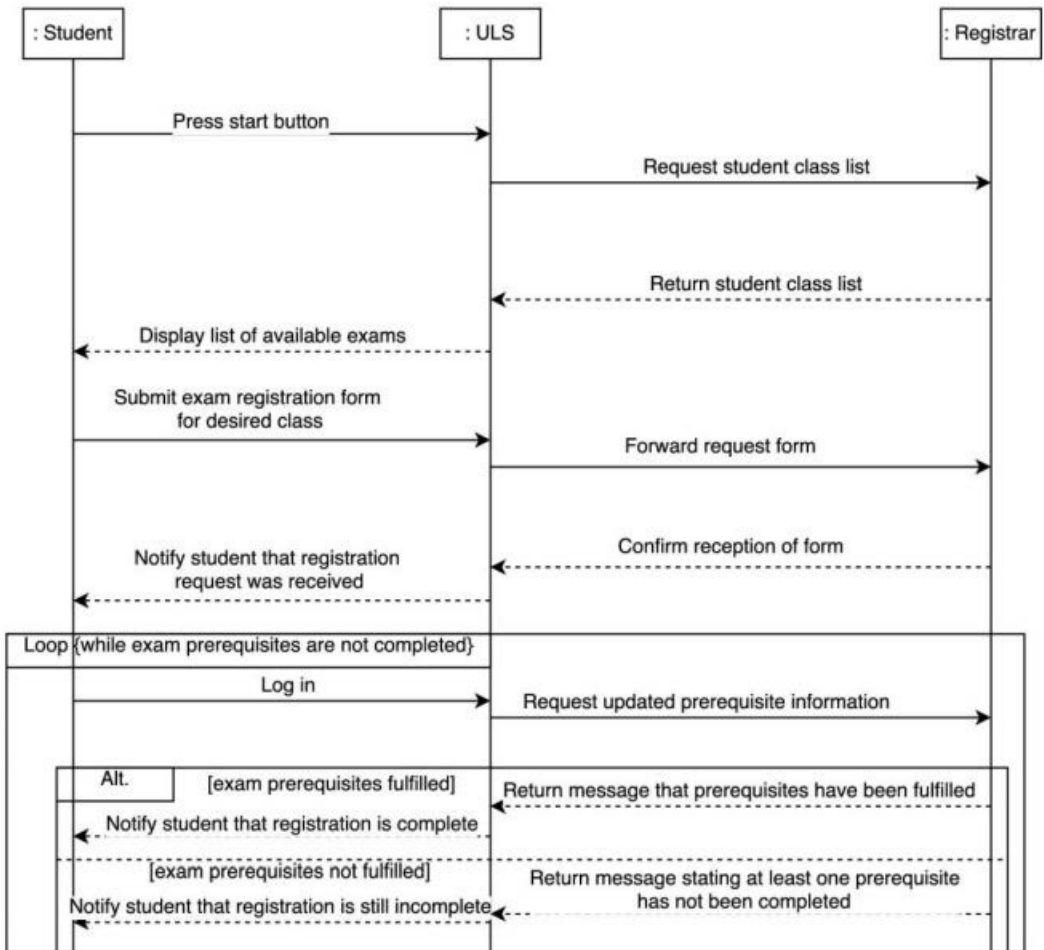 : Student
: ULS
: Registrar
Press start button
Request student class list
Return student class list
Display list of available exams
Submit exam registration form
for desired class
Forward request form
Confirm reception of form
Notify student that registration
request was received
Loop {while exam prerequisites are not completed}
Log in
Request updated prerequisite information
Alt.
[exam prerequisites fulfilled]
Return message that prerequisites have been fulfilled
Notify student that registration is complete
[exam prerequisites not fulfilled]
Return message stating at least one prerequisite
has not been completed
Notify student that registration is still incomplete